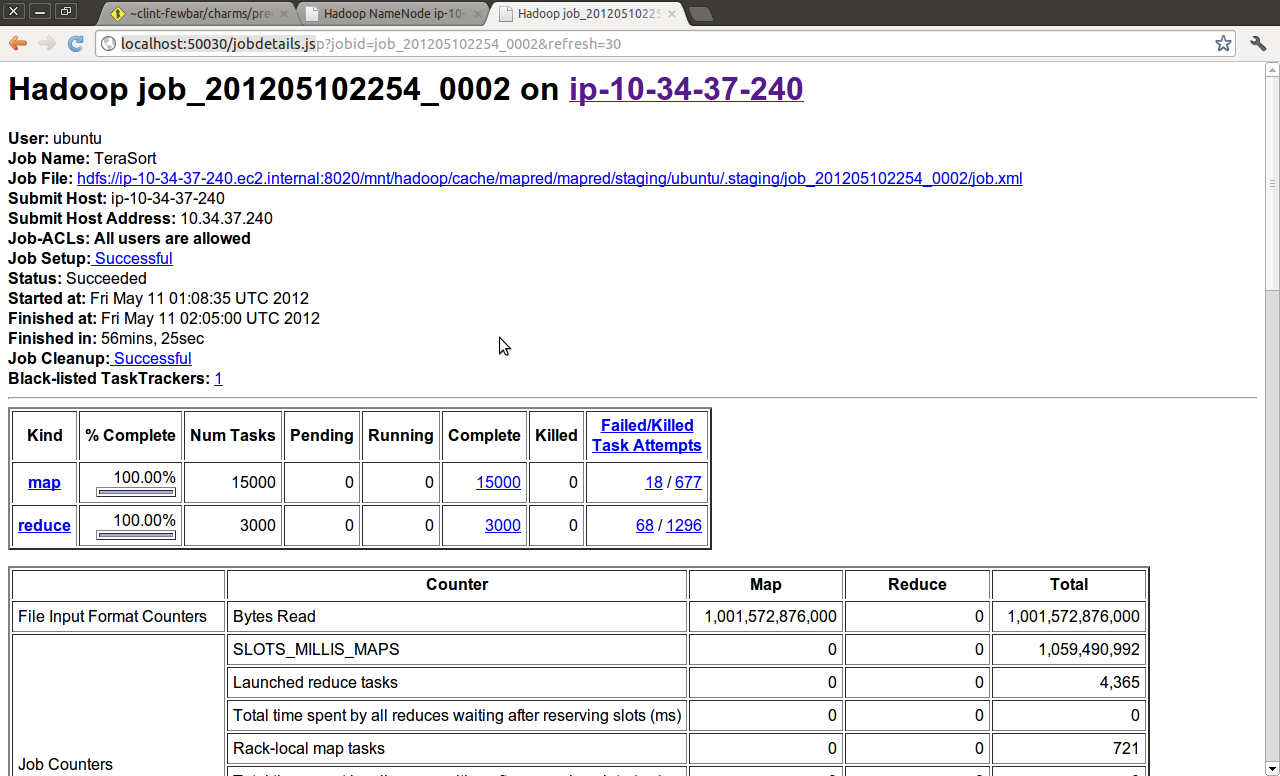 ~clint-fewbar/charms/pre
Hadoop NameNode ip-10-
Hadoop job_2012051022
localhost:50030/jobdetails.jsp?jobid=job_201205102254_0002&refresh=30
Hadoop job_201205102254_0002 on ip-10-34-37-240
User: ubuntu
Job Name: TeraSort
Job File: hdfs://ip-10-34-37-240.ec2.internal:8020/mnt/hadoop/cache/mapred/mapred/staging/ubuntu/.staging/job_201205102254_0002/job.xml
Submit Host: ip-10-34-37-240
Submit Host Address: 10.34.37.240
Job-ACLs: All users are allowed
Job Setup: Successful
Status: Succeeded
Started at: Fri May 11 01:08:35 UTC 2012
Finished at: Fri May 11 02:05:00 UTC 2012
Finished in: 56mins, 25sec
Job Cleanup: Successful
Black-listed TaskTrackers: 1
Kind % Complete Num Tasks Pending Running Complete Killed Failed/Killed
Task Attempts
map 100.00% 15000 0 0 15000 0 18 / 677
reduce 100.00% 3000 0 0 3000 0 68 / 1296
Counter Map Reduce Total
File Input Format Counters Bytes Read 1,001,572,876,000 0 1,001,572,876,000
SLOTS_MILLIS_MAPS 0 0 1,059,490,992
Launched reduce tasks 0 0 4,365
Total time spent by all reduces waiting after reserving slots (ms) 0 0 0
Rack-local map tasks 0 0 721
Job Counters